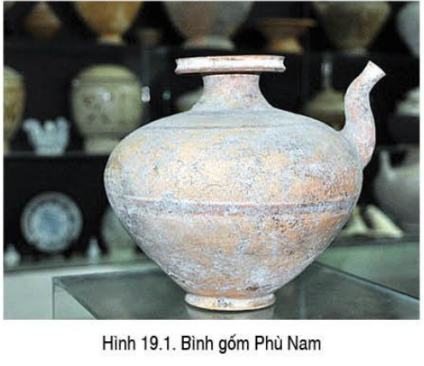 Hình 19.1. Bình gốm Phù Nam